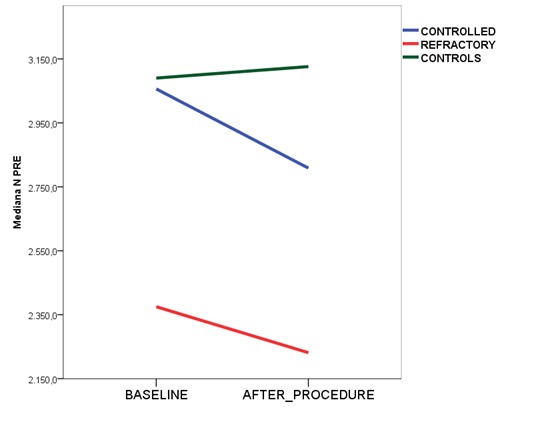 CONTROLLED
REFRACTORY
CONTROLS
Mediana N PRE
3.150,0
2.950,0
2.750,0
2.550,0
2.350,0
2.150,0
BASELINE AFTER_PROCEDURE